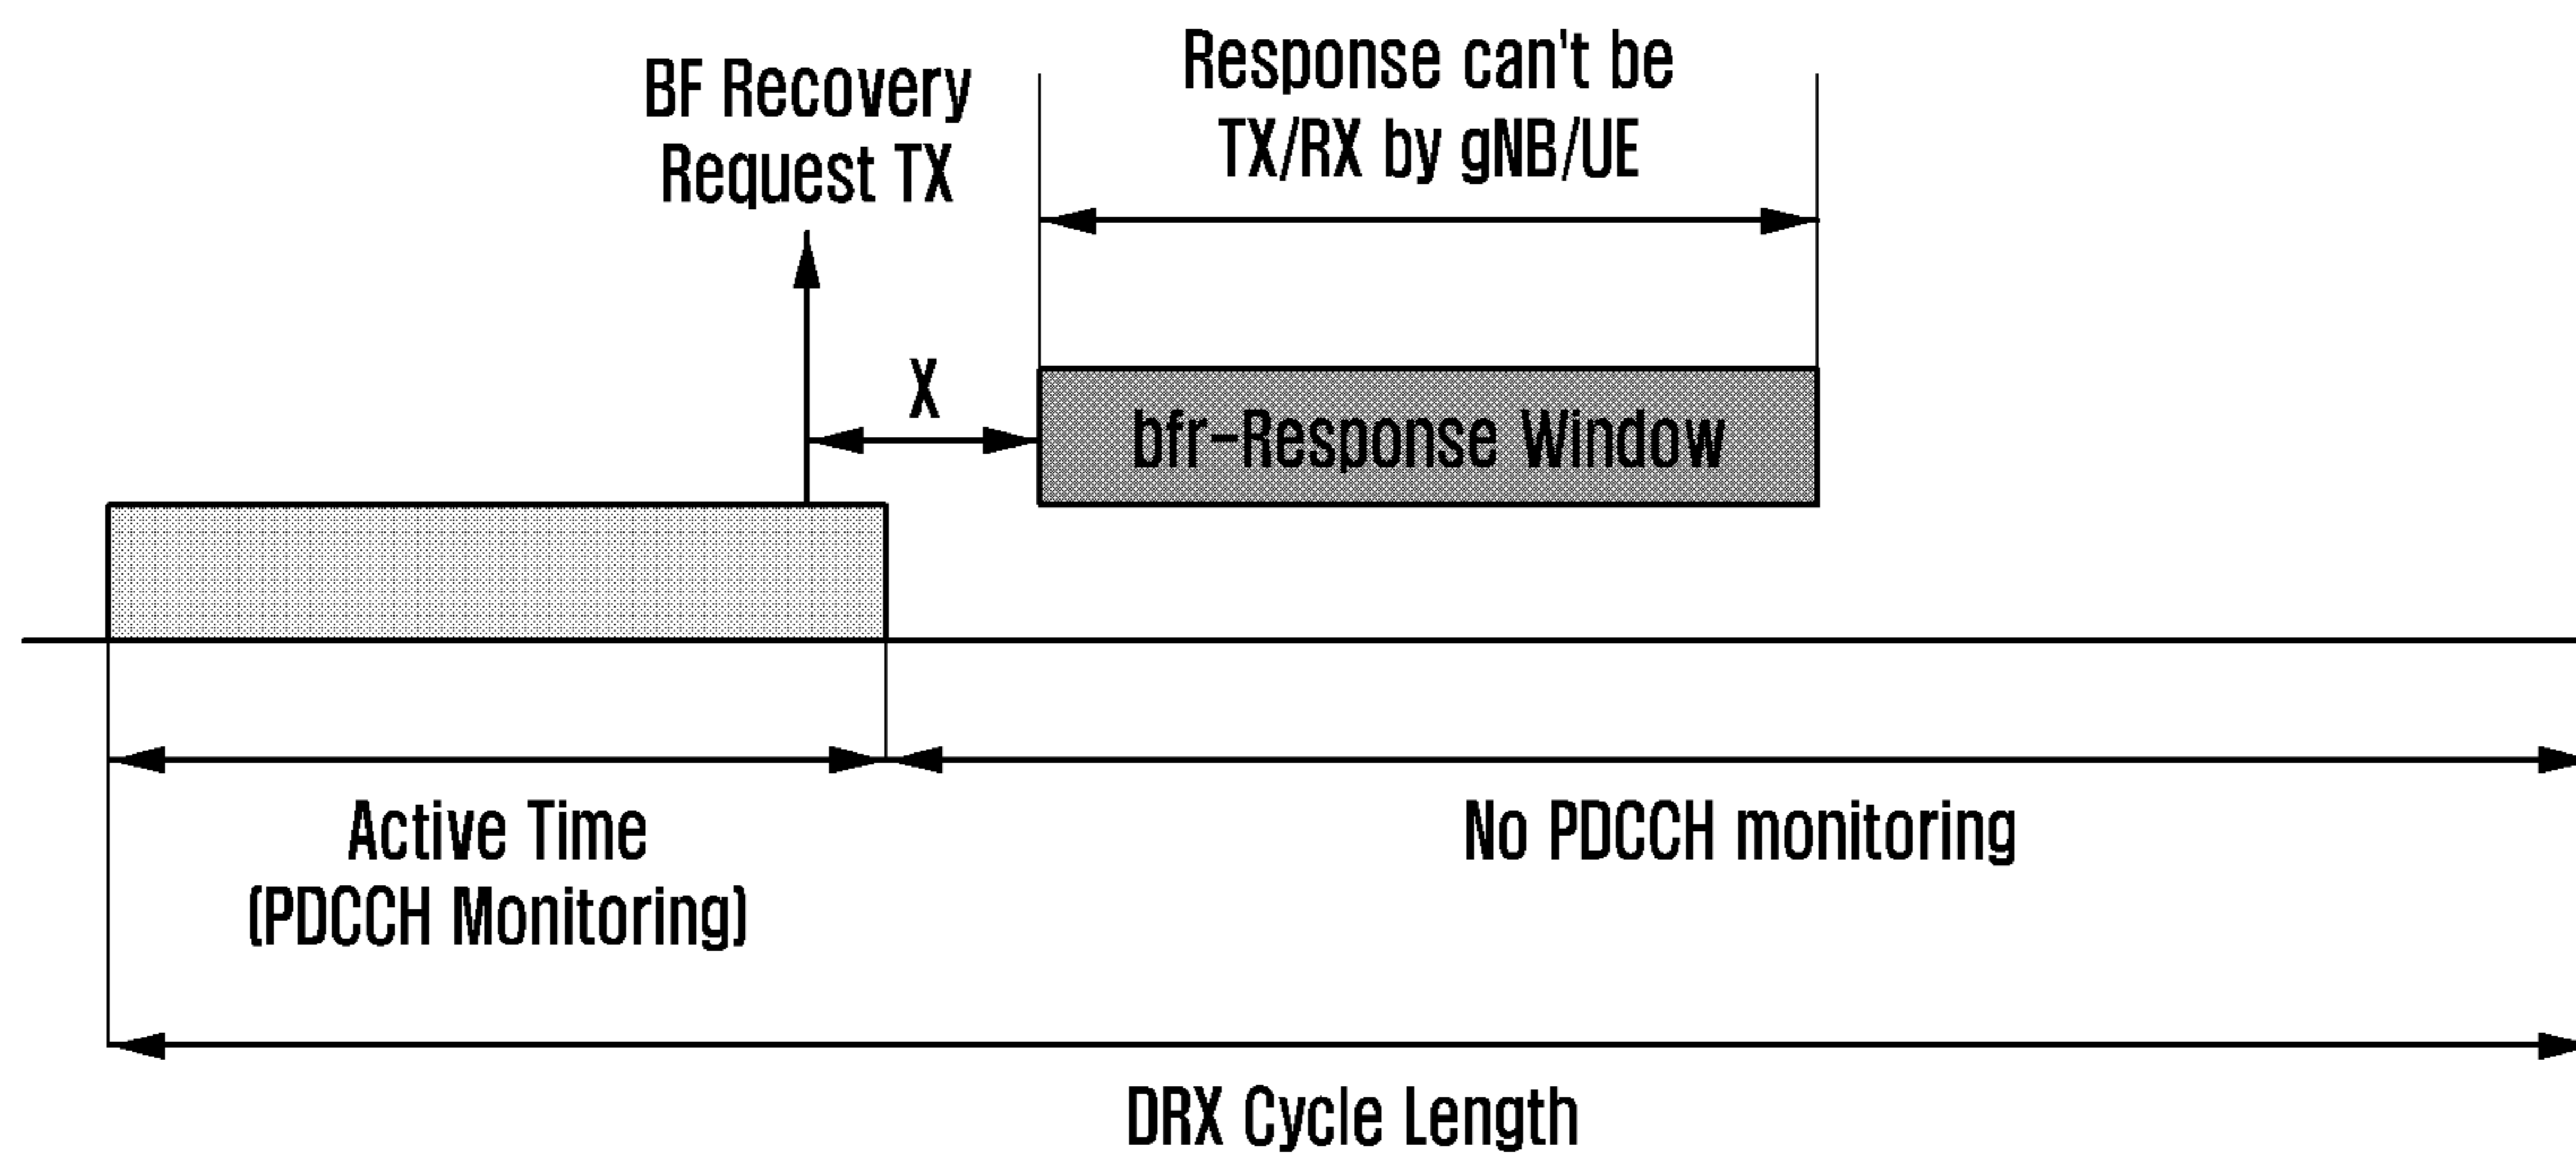 BF Recovery
Request TX
Response can't be
TX/RX by gNB/UE
X
bfr-Response Window
Active Time
(PDCCH Monitoring)
No PDCCH monitoring
DRX Cycle Length